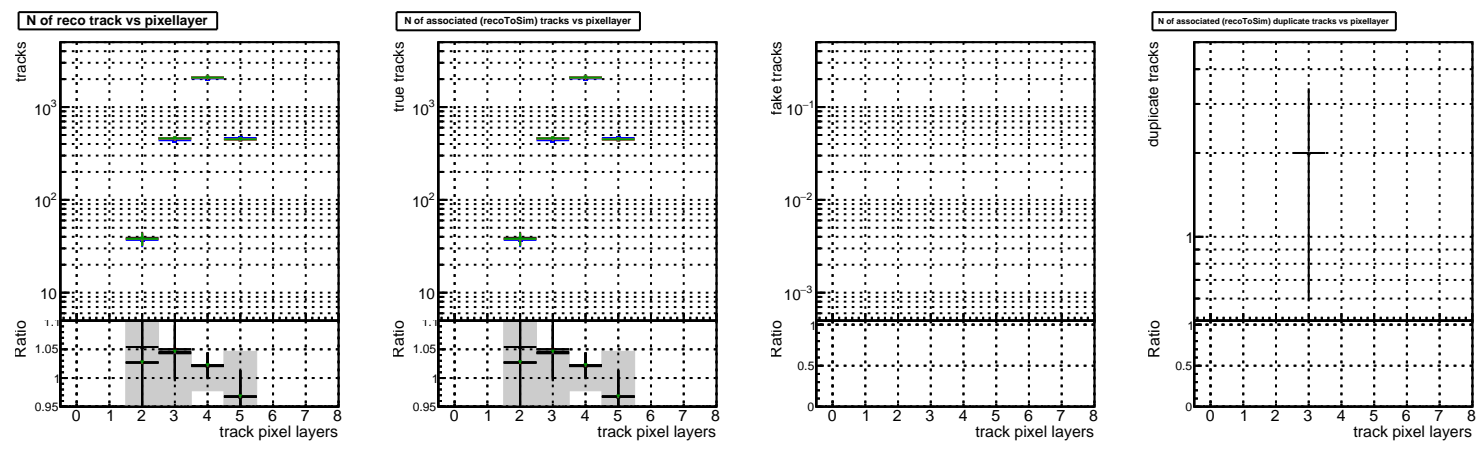 N of reco track vs pixellayer
tracks
10³
10²
10
Ratio
1.1
1.05
1
0.95
0 1 2 3 4 5 6 7 8
track pixel layers
N of associated (recoToSim) tracks vs pixellayer
true tracks
10³
10²
10
Ratio
1.1
1.05
1
0.95
0 1 2 3 4 5 6 7 8
track pixel layers
fake tracks
10⁻¹
10⁻²
10⁻³
Ratio
1
0.5
0
0 1 2 3 4 5 6 7 8
track pixel layers
N of associated (recoToSim) duplicate tracks vs pixellayer
duplicate tracks
1
Ratio
1
0.5
0
0 1 2 3 4 5 6 7 8
track pixel layers